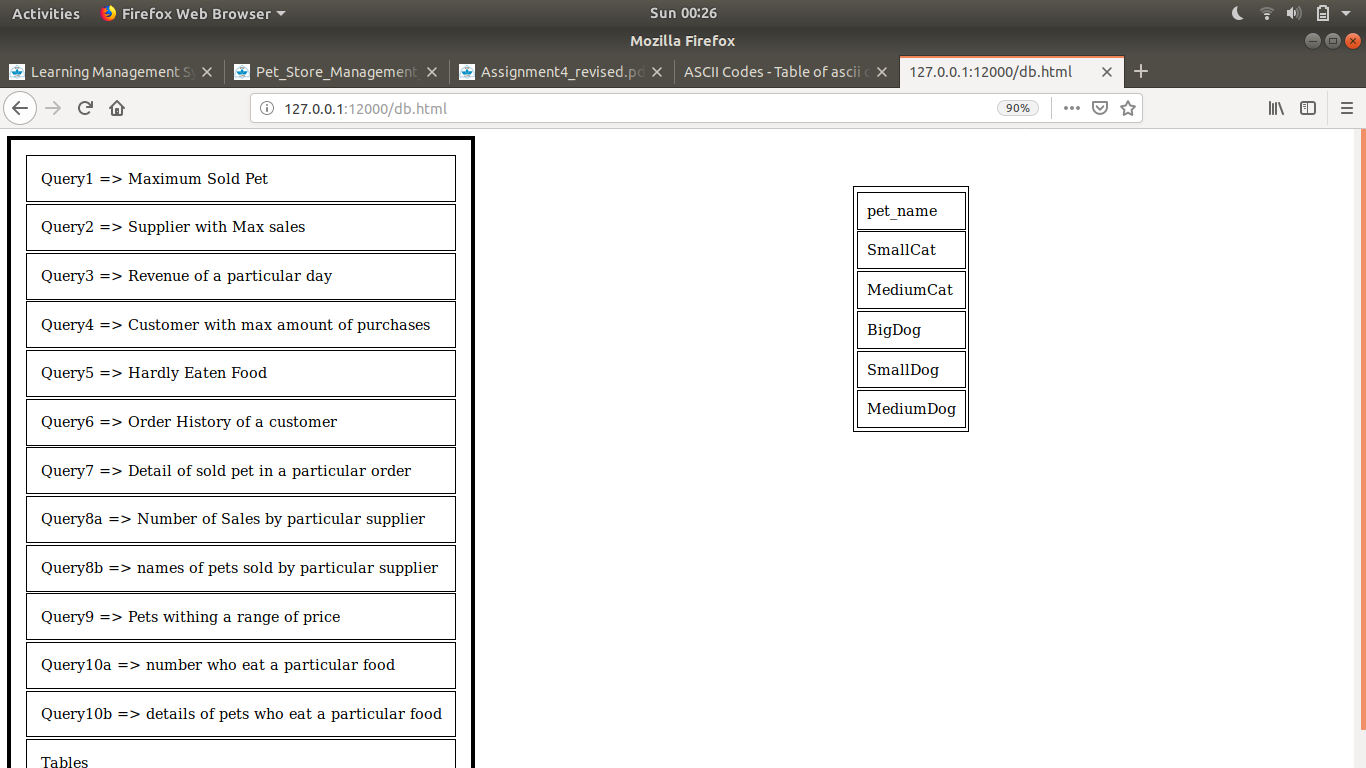 Activities Firefox Web Browser Sun 00:26
Mozilla Firefox
Learning Management Sy Pet_Store_Management Assignment4_revised.pd ASCII Codes - Table of ascii c 127.0.0.1:12000/db.html
127.0.0.1:12000/db.html 90%
Query1 => Maximum Sold Pet
Query2 => Supplier with Max sales
Query3 => Revenue of a particular day
Query4 => Customer with max amount of purchases
Query5 => Hardly Eaten Food
Query6 => Order History of a customer
Query7 => Detail of sold pet in a particular order
Query8a => Number of Sales by particular supplier
Query8b => names of pets sold by particular supplier
Query9 => Pets withing a range of price
Query10a => number who eat a particular food
Query10b => details of pets who eat a particular food
Tables
pet_name
SmallCat
MediumCat
BigDog
SmallDog
MediumDog